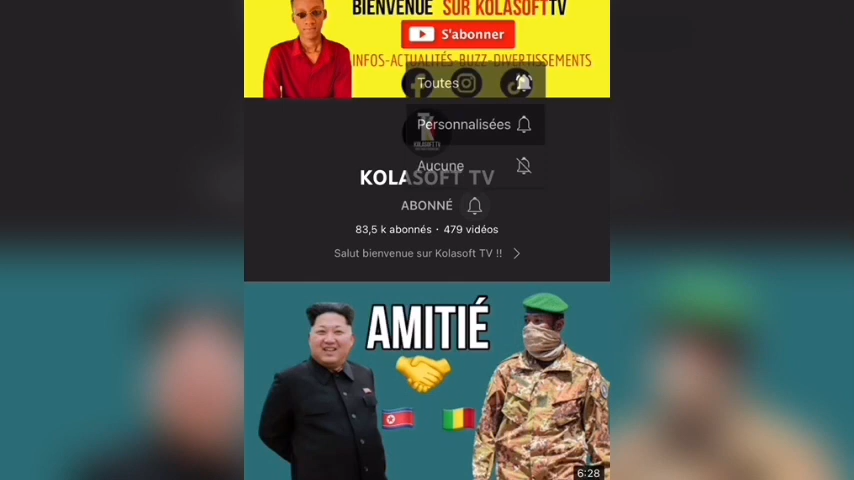 BIENVENUE SUR KOLASOFTTV
S'abonner
INFOS-ACTUALITÉS-BUZZ-DIVERTISSEMENTS
Toutes
Personnalisées
KOLASOFT TV
Aucune
KOLASOFT TV
ABONNÉ
83,5 k abonnés · 479 vidéos
Salut bienvenue sur Kolasoft TV !!
AMITIÉ
6:28